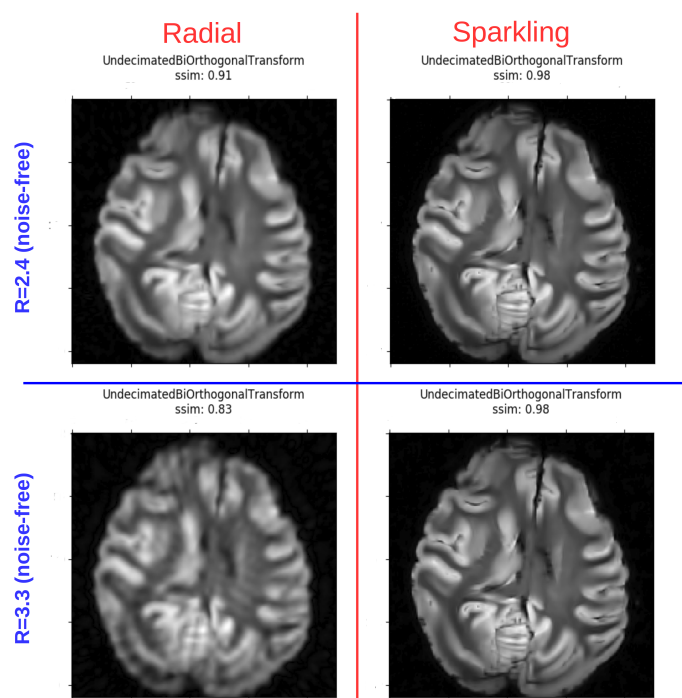 Radial
Sparkling
UndecimatedBiOrthogonalTransform
ssim: 0.91
UndecimatedBiOrthogonalTransform
ssim: 0.98
R=2.4 (noise-free)
UndecimatedBiOrthogonalTransform
ssim: 0.83
UndecimatedBiOrthogonalTransform
ssim: 0.98
R=3.3 (noise-free)